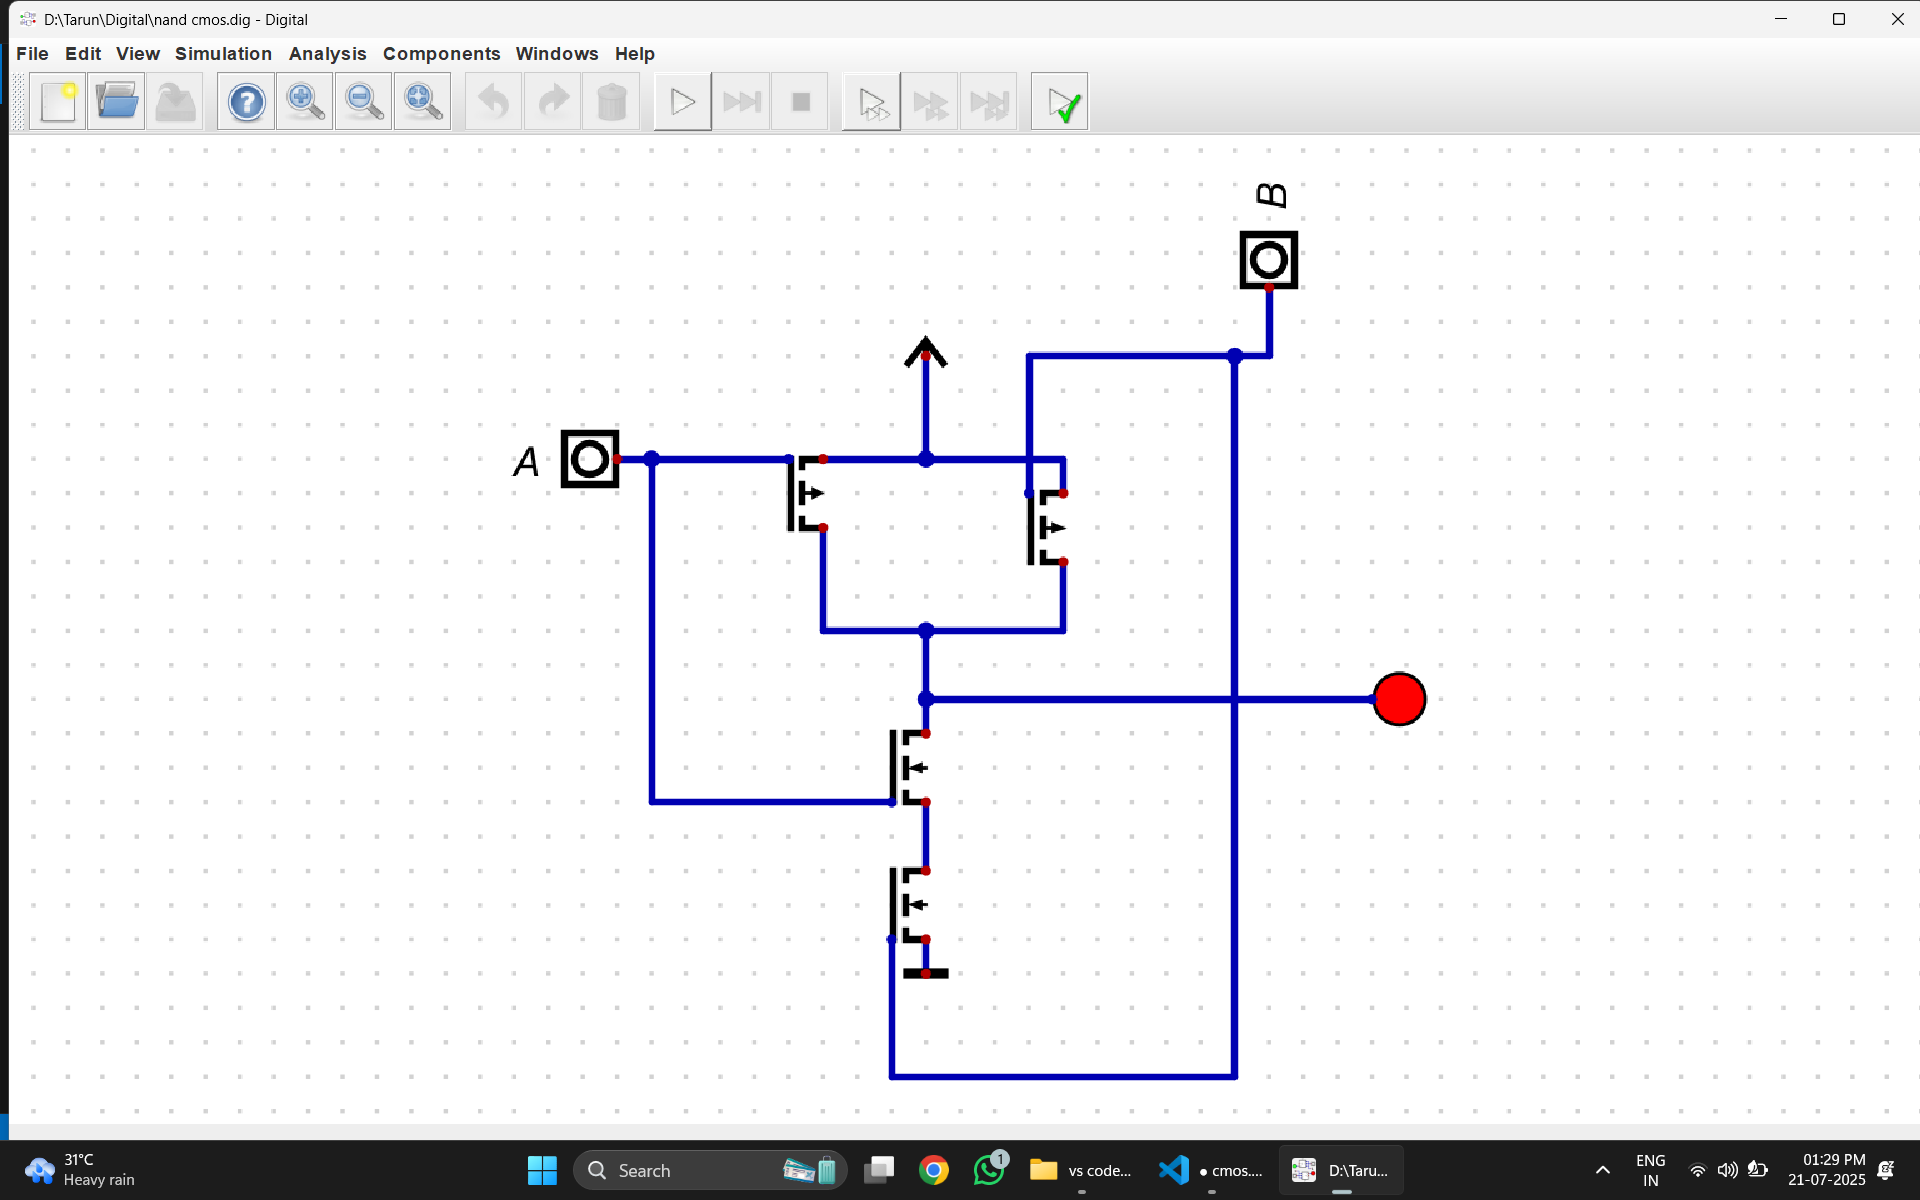 D:\Tarun\Digital\nand cmos.dig - Digital
File Edit View Simulation Analysis Components Windows Help
B
A
31°C
Heavy rain
Search
1
vs code...
● cmos....
D:\Taru...
ENG
IN
01:29 PM
21-07-2025